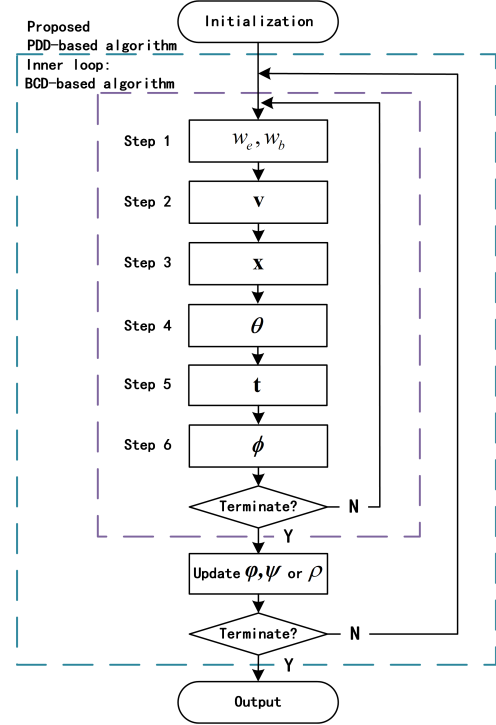 Initialization
Proposed
PDD-based algorithm
Inner loop:
BCD-based algorithm
Step 1
w_e, w_b
Step 2
v
Step 3
x
Step 4
θ
Step 5
t
Step 6
ϕ
Terminate?
N
Y
Update φ,ψ or ρ
Terminate?
N
Y
Output